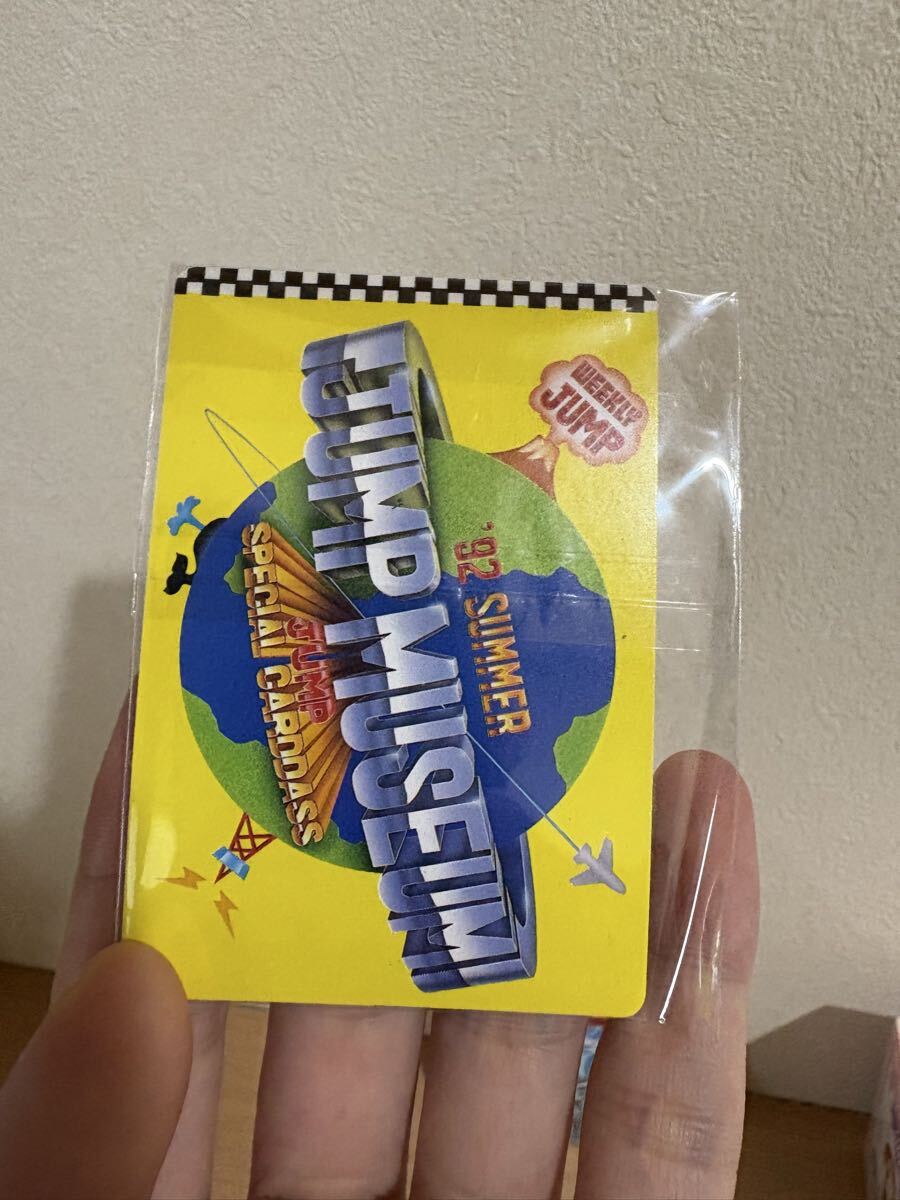 WEEKLY
JUMP
'92 SUMMER
JUMP MUSEUM
JUMP
SPECIAL CARDDASS